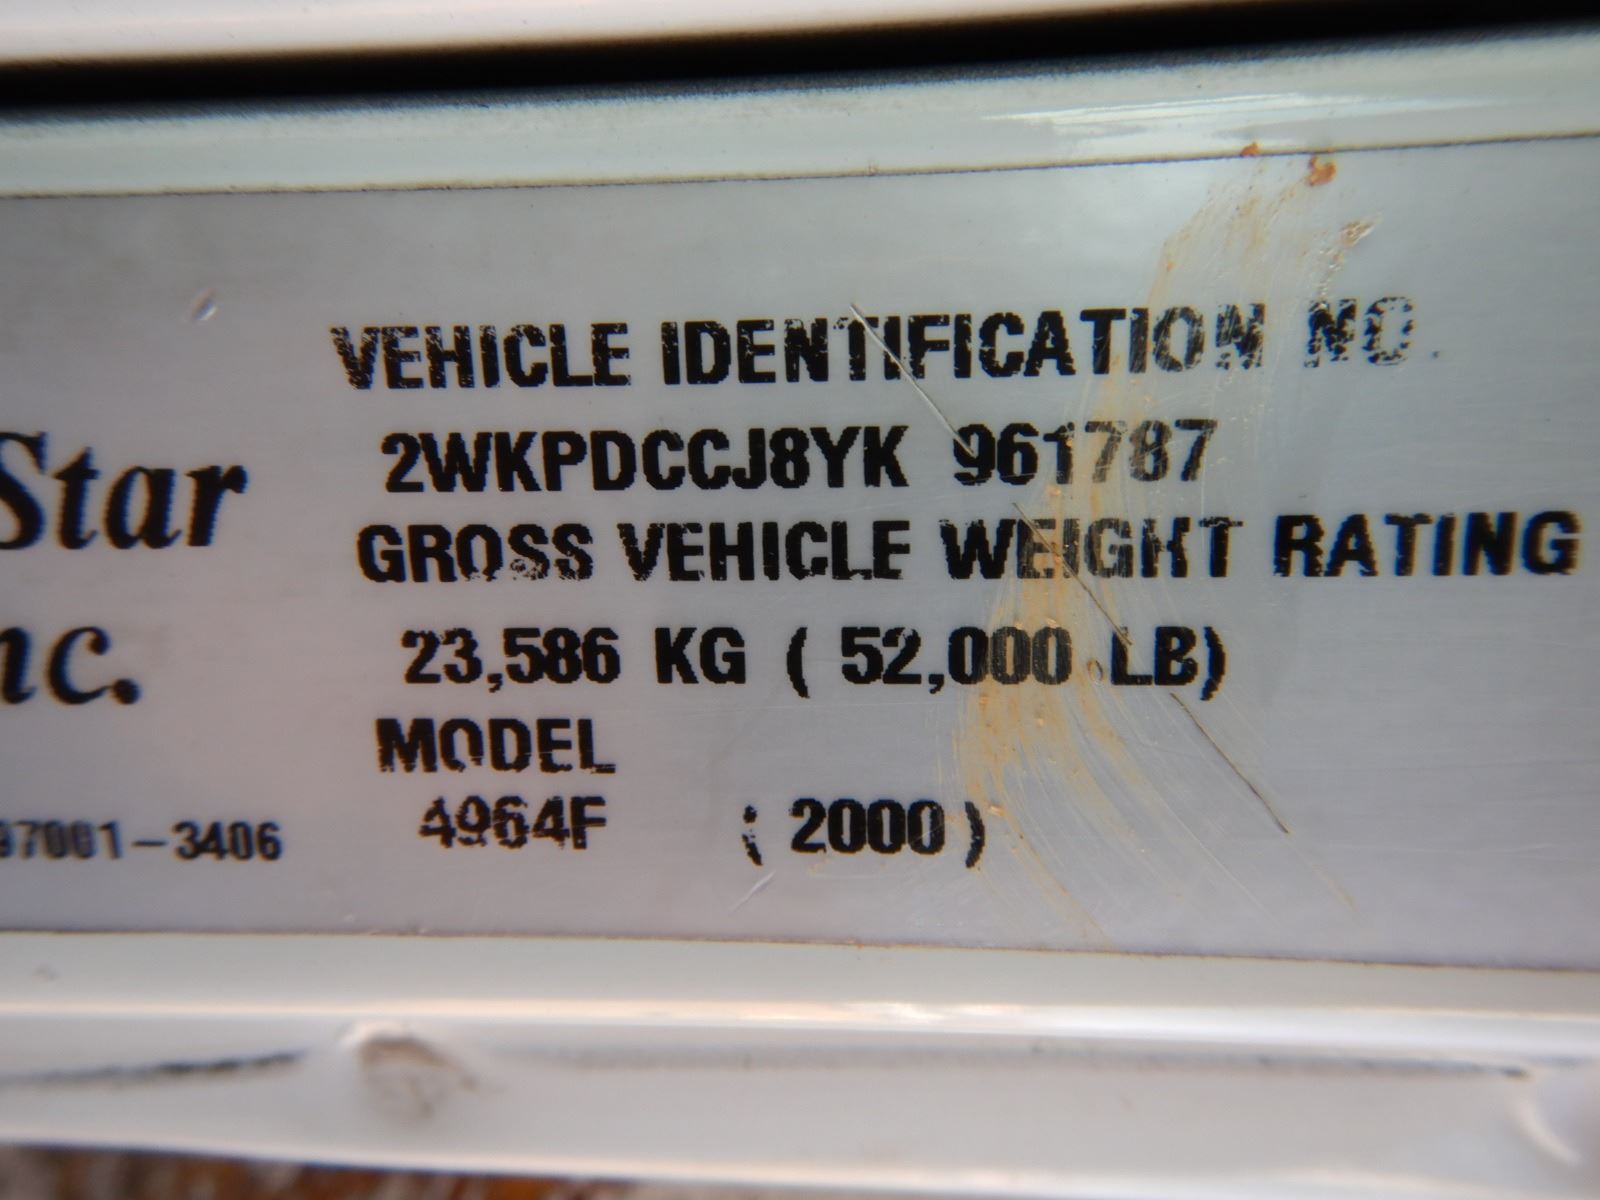 VEHICLE IDENTIFICATION NO.
2WKPDCCJ8YK 961787
GROSS VEHICLE WEIGHT RATING
23,586 KG ( 52,000 LB)
MODEL
4964F ( 2000 )
Star
nc.
97001-3406